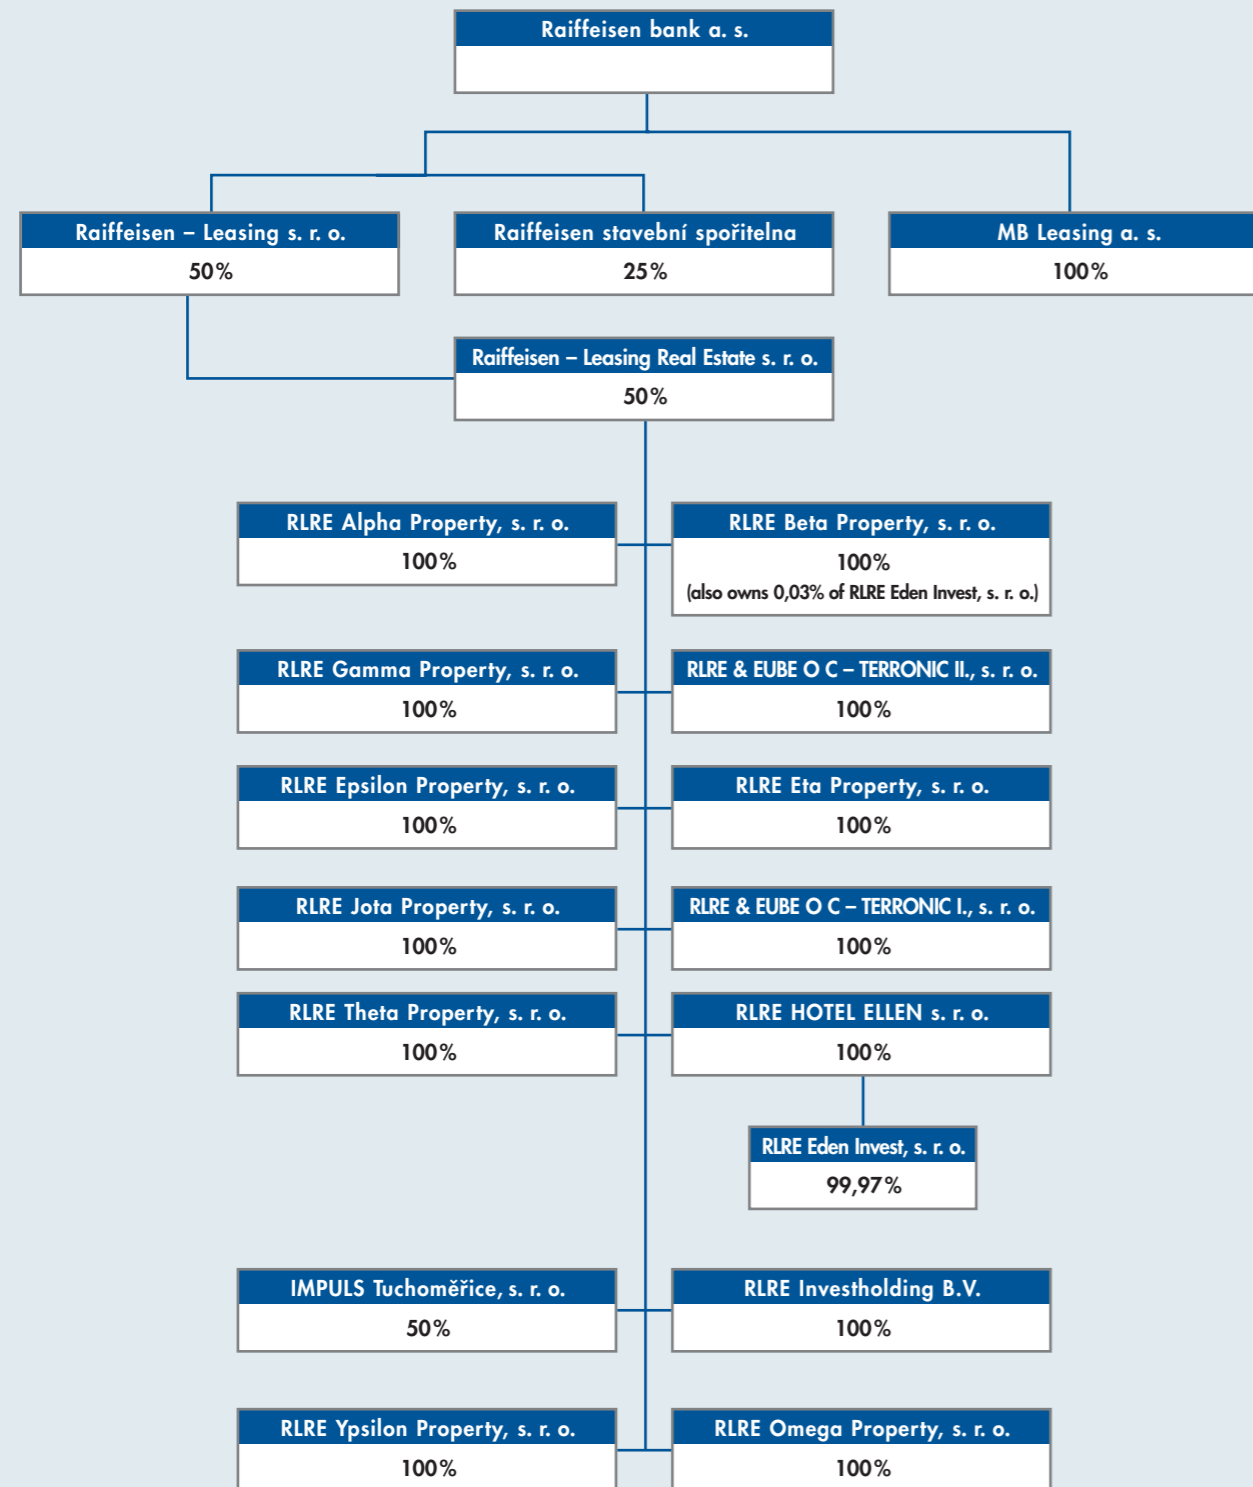 Raiffeisen bank a. s.
Raiffeisen – Leasing s. r. o.
50%
Raiffeisen stavební spořitelna
25%
MB Leasing a. s.
100%
Raiffeisen – Leasing Real Estate s. r. o.
50%
RLRE Alpha Property, s. r. o.
100%
RLRE Beta Property, s. r. o.
100%
(also owns 0,03% of RLRE Eden Invest, s. r. o.)
RLRE Gamma Property, s. r. o.
100%
RLRE & EUBE O C – TERRONIC II., s. r. o.
100%
RLRE Epsilon Property, s. r. o.
100%
RLRE Eta Property, s. r. o.
100%
RLRE Jota Property, s. r. o.
100%
RLRE & EUBE O C – TERRONIC I., s. r. o.
100%
RLRE Theta Property, s. r. o.
100%
RLRE HOTEL ELLEN s. r. o.
100%
RLRE Eden Invest, s. r. o.
99,97%
IMPULS Tuchoměřice, s. r. o.
50%
RLRE Investholding B.V.
100%
RLRE Ypsilon Property, s. r. o.
100%
RLRE Omega Property, s. r. o.
100%